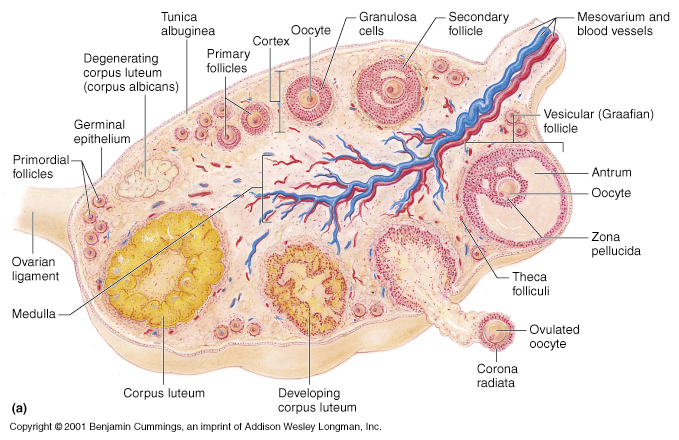 Tunica
albuginea
Oocyte
Granulosa
cells
Secondary
follicle
Mesovarium and
blood vessels
Cortex
Primary
follicles
Degenerating
corpus luteum
(corpus albicans)
Germinal
epithelium
Primordial
follicles
Ovarian
ligament
Medulla
Vesicular (Graafian)
follicle
Antrum
Oocyte
Zona
pellucida
Theca
folliculi
Ovulated
oocyte
Corona
radiata
Corpus luteum
Developing
corpus luteum
(a)
Copyright © 2001 Benjamin Cummings, an imprint of Addison Wesley Longman, Inc.